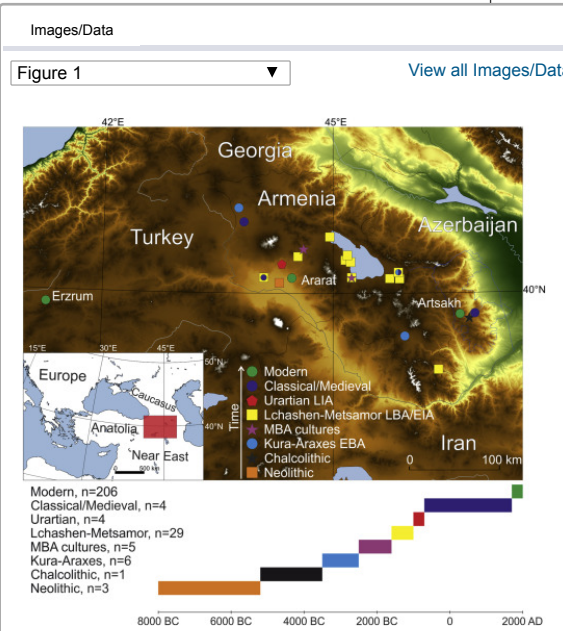 Images/Data
Figure 1
View all Images/Dat
42°E
45°E
Georgia
Armenia
Azerbaijan
Turkey
Ararat
40°N
Erzrum
Artsakh
15°E
30°E
45°E
50°N
Europe
Caucasus
Anatolia
40°N
Near East
500 km
Time
Modern
Classical/Medieval
Urartian LIA
Lchashen-Metsamor LBA/EIA
MBA cultures
Kura-Araxes EBA
Chalcolithic
Neolithic
Iran
0
100 km
Modern, n=206
Classical/Medieval, n=4
Urartian, n=4
Lchashen-Metsamor, n=29
MBA cultures, n=5
Kura-Araxes, n=6
Chalcolithic, n=1
Neolithic, n=3
8000 BC
6000 BC
4000 BC
2000 BC
0
2000 AD